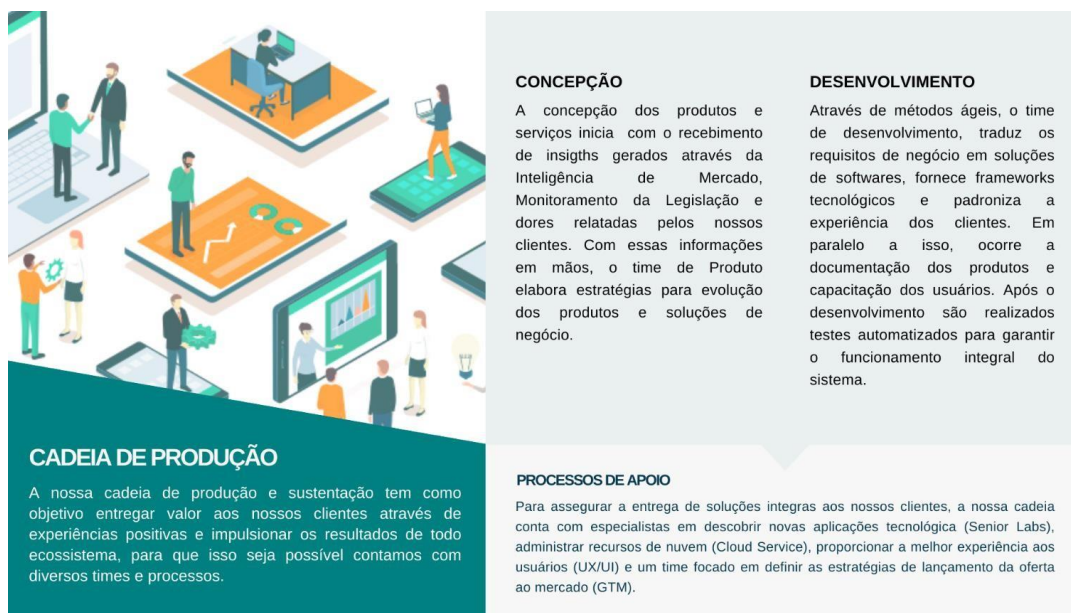 CONCEPÇÃO
A concepção dos produtos e
serviços inicia com o recebimento
de insigths gerados através da
Inteligência de Mercado,
Monitoramento da Legislação e
dores relatadas pelos nossos
clientes. Com essas informações
em mãos, o time de Produto
elabora estratégias para evolução
dos produtos e soluções de
negócio.
DESENVOLVIMENTO
Através de métodos ágeis, o time
de desenvolvimento, traduz os
requisitos de negócio em soluções
de softwares, fornece frameworks
tecnológicos e padroniza a
experiência dos clientes. Em
paralelo a isso, ocorre a
documentação dos produtos e
capacitação dos usuários. Após o
desenvolvimento são realizados
testes automatizados para garantir
o funcionamento integral do
sistema.
CADEIA DE PRODUÇÃO
A nossa cadeia de produção e sustentação tem como
objetivo entregar valor aos nossos clientes através de
experiências positivas e impulsionar os resultados de todo
ecossistema, para que isso seja possível contamos com
diversos times e processos.
PROCESSOS DE APOIO
Para assegurar a entrega de soluções integras aos nossos clientes, a nossa cadeia
conta com especialistas em descobrir novas aplicações tecnológica (Senior Labs),
administrar recursos de nuvem (Cloud Service), proporcionar a melhor experiência aos
usuários (UX/UI) e um time focado em definir as estratégias de lançamento da oferta
ao mercado (GTM).